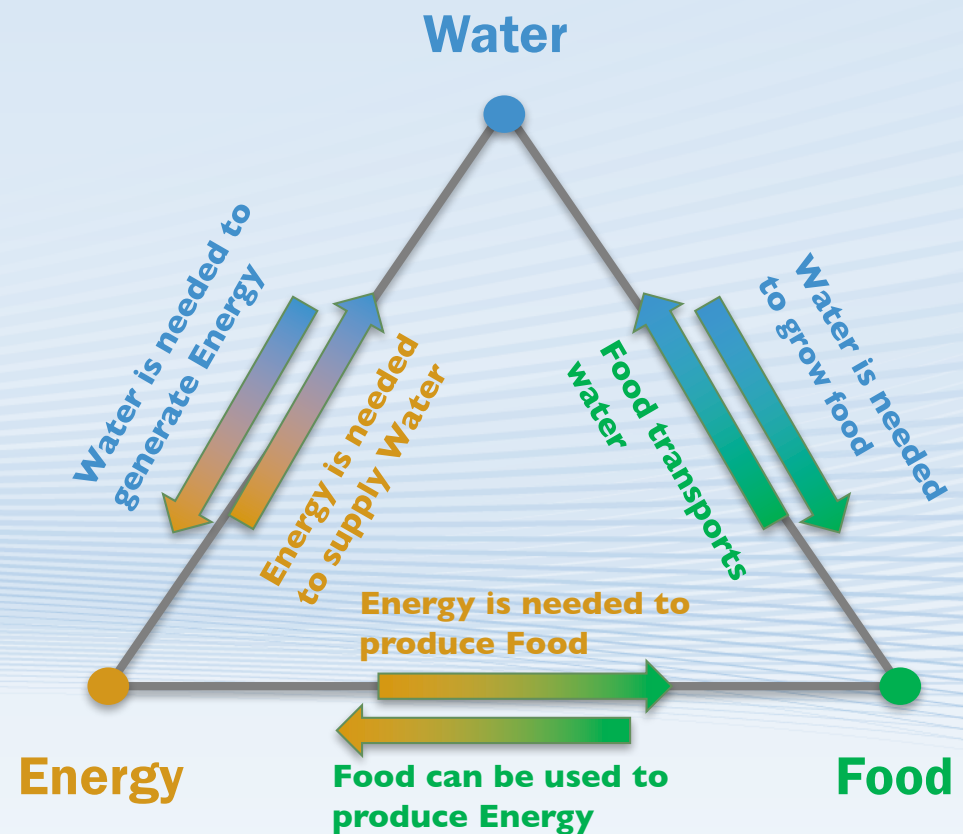 Water
Water is needed to
generate Energy
Energy is needed
to supply Water
Food transports
water
Water is needed
to grow food
Energy is needed to
produce Food
Food can be used to
produce Energy
Energy
Food